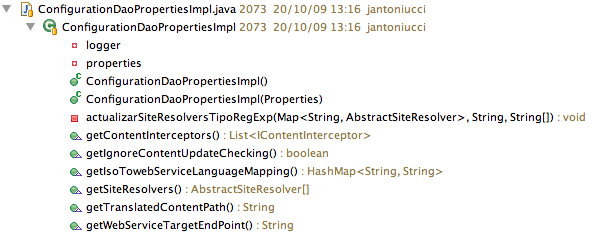 ConfigurationDaoPropertiesImpl.java 2073 20/10/09 13:16 jantoniucci
ConfigurationDaoPropertiesImpl 2073 20/10/09 13:16 jantoniucci
logger
properties
ConfigurationDaoPropertiesImpl()
ConfigurationDaoPropertiesImpl(Properties)
actualizarSiteResolversTipoRegExp(Map<String, AbstractSiteResolver>, String, String[]) : void
getContentInterceptors() : List<IContentInterceptor>
getIgnoreContentUpdateChecking() : boolean
getIsoTowebServiceLanguageMapping() : HashMap<String, String>
getSiteResolvers() : AbstractSiteResolver[]
getTranslatedContentPath() : String
getWebServiceTargetEndPoint() : String